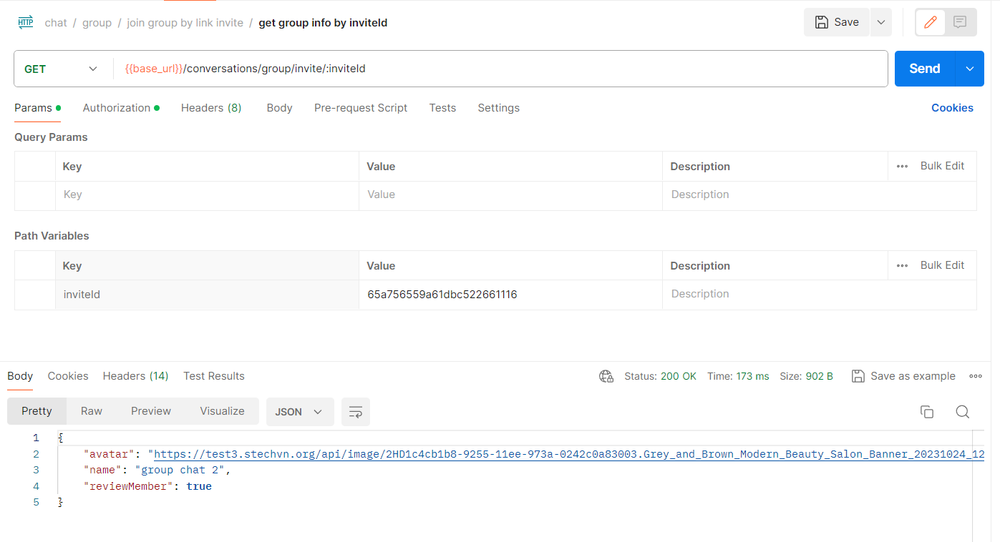 HTTP chat / group / join group by link invite / get group info by inviteId Save
GET {{base_url}}/conversations/group/invite/:inviteId Send
Params Authorization Headers (8) Body Pre-request Script Tests Settings Cookies
Query Params
Key Value Description Bulk Edit
Key Value Description
Path Variables
Key Value Description Bulk Edit
inviteId 65a756559a61dbc522661116 Description
Body Cookies Headers (14) Test Results Status: 200 OK Time: 173 ms Size: 902 B Save as example
Pretty Raw Preview Visualize JSON
1 {
2 "avatar": "https://test3.stechvn.org/api/image/2HD1c4cb1b8-9255-11ee-973a-0242c0a83003.Grey_and_Brown_Modern_Beauty_Salon_Banner_20231024_12
3 "name": "group chat 2",
4 "reviewMember": true
5 }